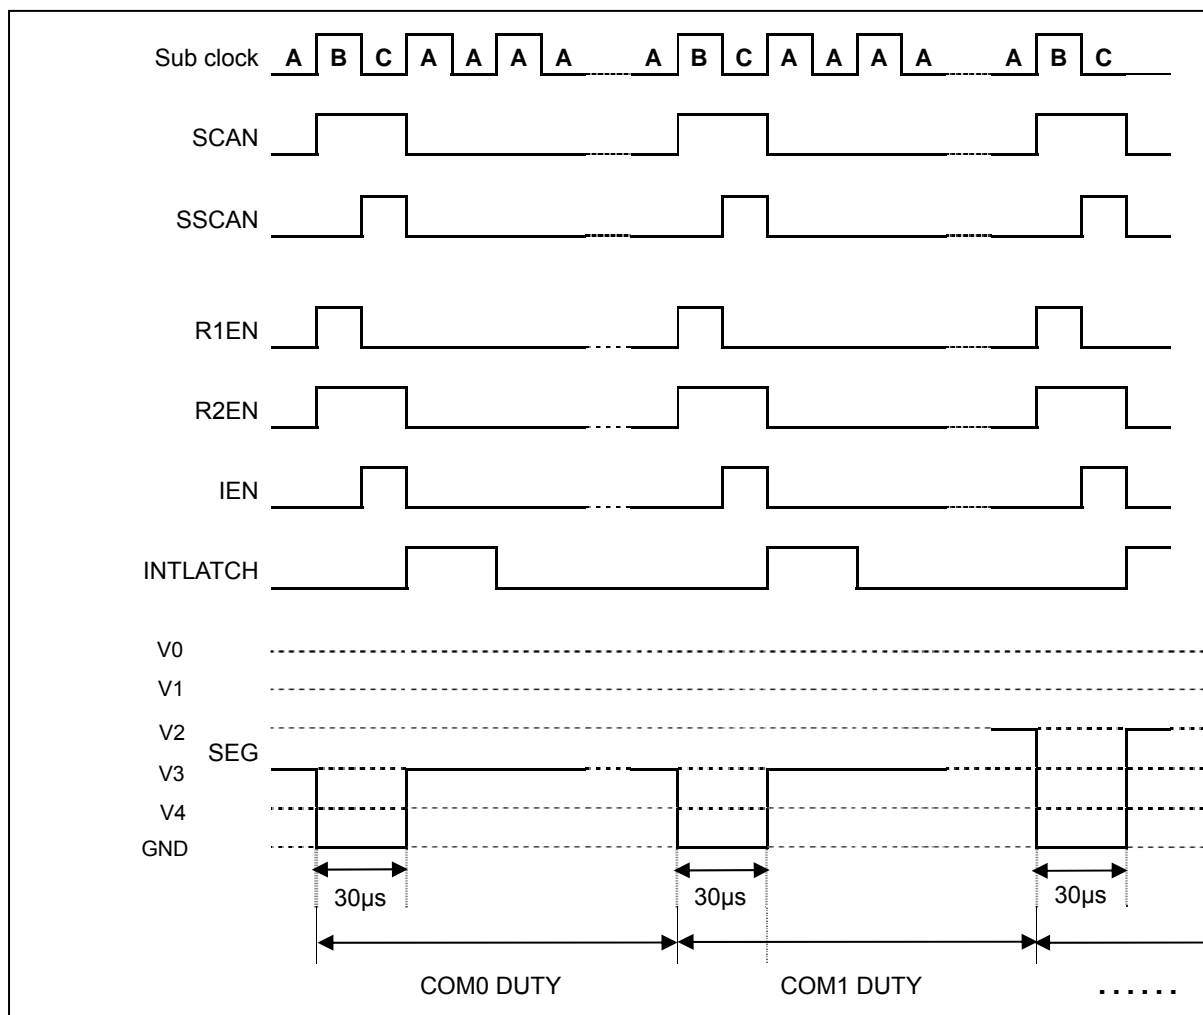 Sub clock A B C A A A A A B C A A A A A B C
SCAN
SSCAN
R1EN
R2EN
IEN
INTLATCH
V0
V1
V2
SEG
V3
V4
GND
30µs 30µs 30µs
COM0 DUTY COM1 DUTY ......